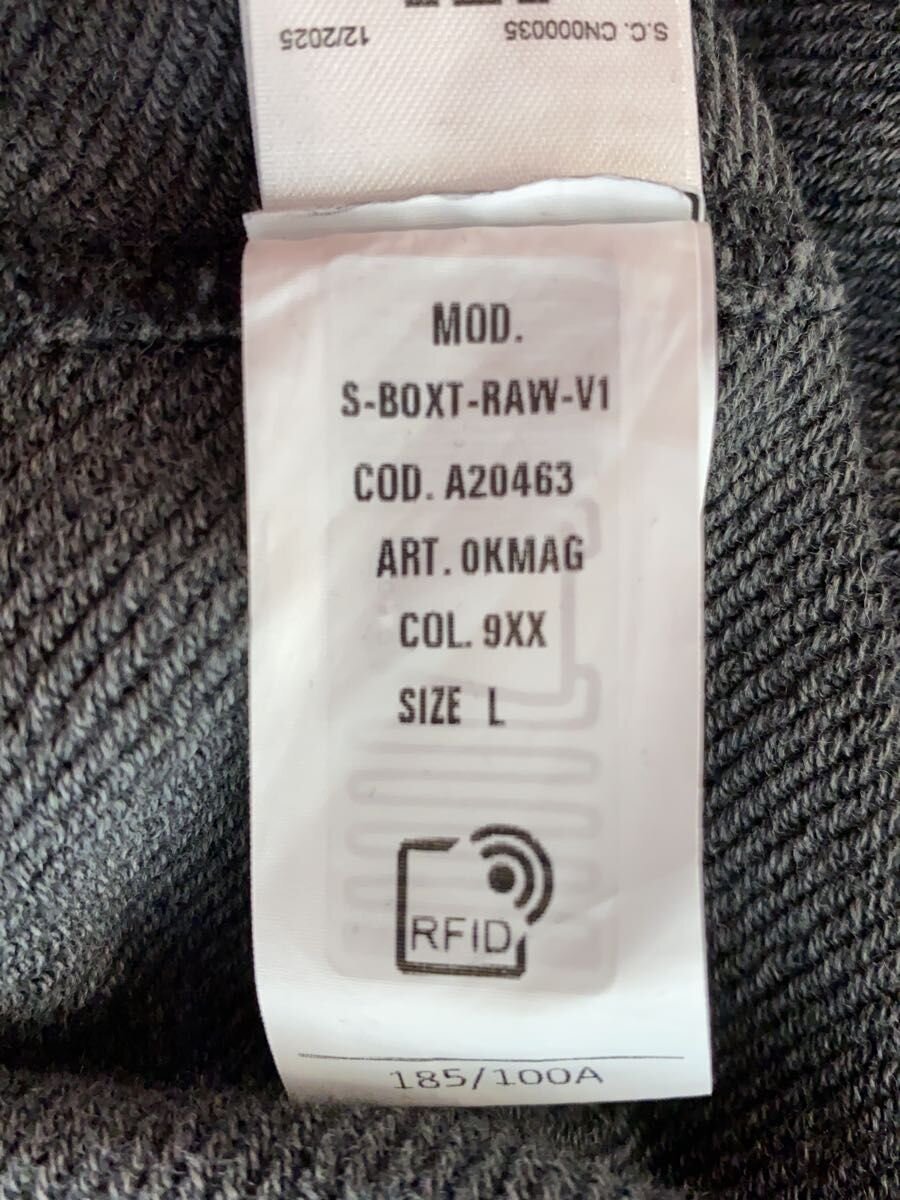 S.C. CN000035 12/2025
MOD.
S-BOXT-RAW-V1
COD. A20463
ART. 0KMAG
COL. 9XX
SIZE L
RFID
185/100A